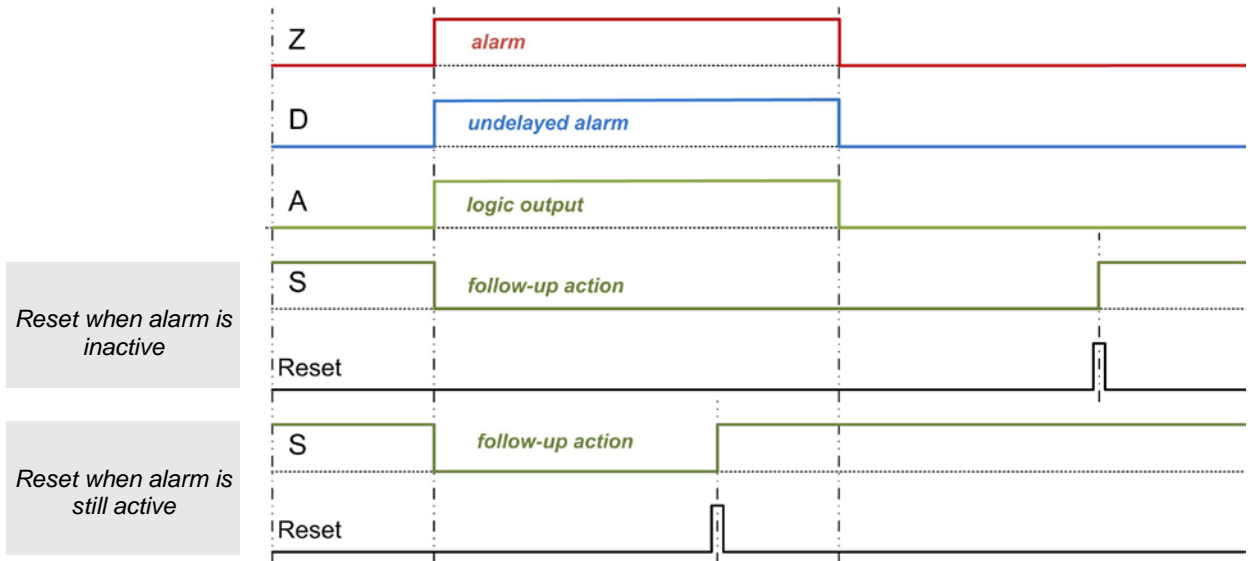 Z
alarm
D
undelayed alarm
A
logic output
S
follow-up action
Reset when alarm is
inactive
Reset
S
follow-up action
Reset when alarm is
still active
Reset